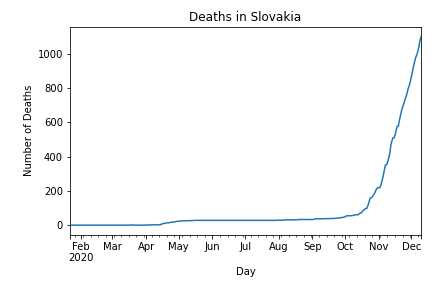 Deaths in Slovakia
Number of Deaths
1000
800
600
400
200
0
Feb Mar Apr May Jun Jul Aug Sep Oct Nov Dec
2020
Day